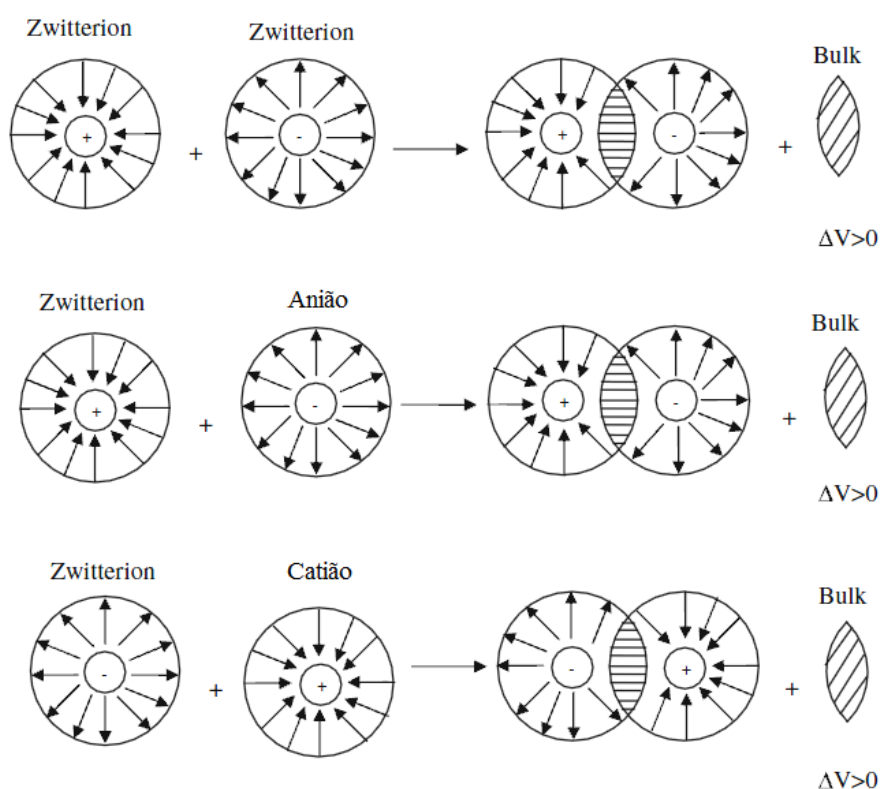 Zwitterion
Zwitterion
Bulk
+
+
-
+
-
+
ΔV>0
Zwitterion
Anião
Bulk
+
+
-
+
-
+
ΔV>0
Zwitterion
Catião
Bulk
-
+
+
-
+
+
ΔV>0